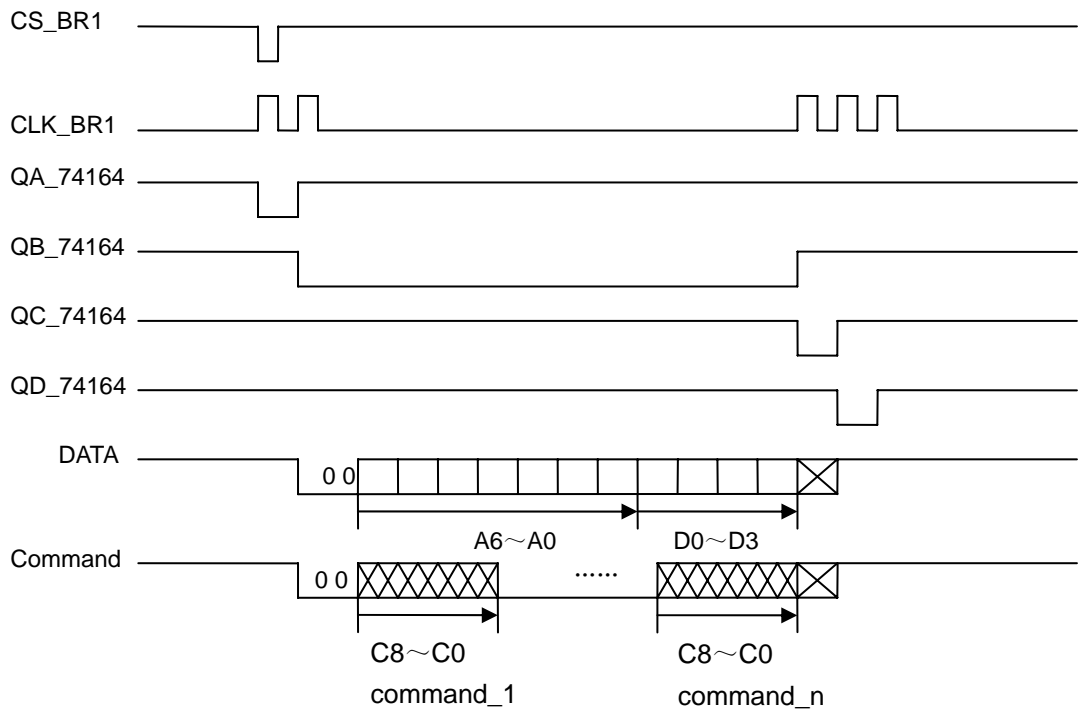 CS_BR1
CLK_BR1
QA_74164
QB_74164
QC_74164
QD_74164
DATA
0 0
A6～A0
D0～D3
Command
0 0
······
C8～C0
C8～C0
command_1
command_n